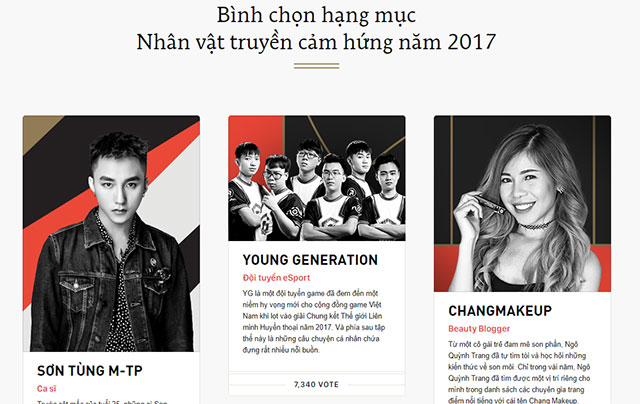 Bình chọn hạng mục
Nhân vật truyền cảm hứng năm 2017
SƠN TÙNG M-TP
Ca sĩ
YOUNG GENERATION
Đội tuyển eSport
YG là một đội tuyển game đã đem đến một
niềm hy vọng mới cho cộng đồng game Việt
Nam khi lọt vào giải Chung kết Thế giới Liên
minh Huyền thoại năm 2017. Và phía sau tập
thể này là những câu chuyện cá nhân chứa
đựng rất nhiều nỗi buồn.
7,340 VOTE
CHANGMAKEUP
Beauty Blogger
Từ một cô gái trẻ đam mê son phấn, Ngô
Quỳnh Trang đã tự tìm tòi và học hỏi những
kiến thức về son môi. Chỉ trong vài năm, Ngô
Quỳnh Trang đã tìm được một vị trí riêng cho
mình trong danh sách các chuyên gia trang
điểm nổi tiếng với cái tên Chang Makeup.